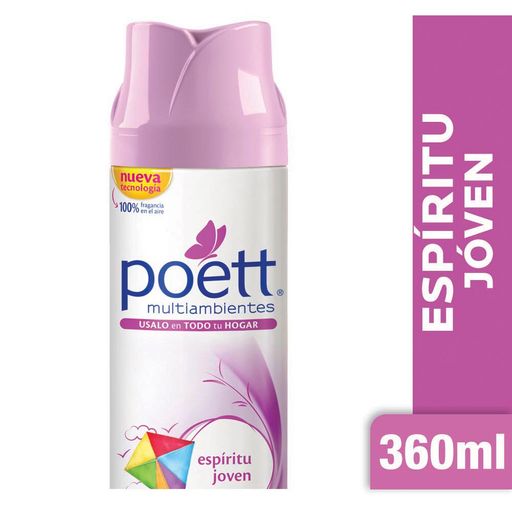 nueva
tecnología
100% fragancia
en el aire
poett®
multiambientes
USALO en TODO tu HOGAR
espíritu
joven
ESPÍRITU
JÓVEN
360ml